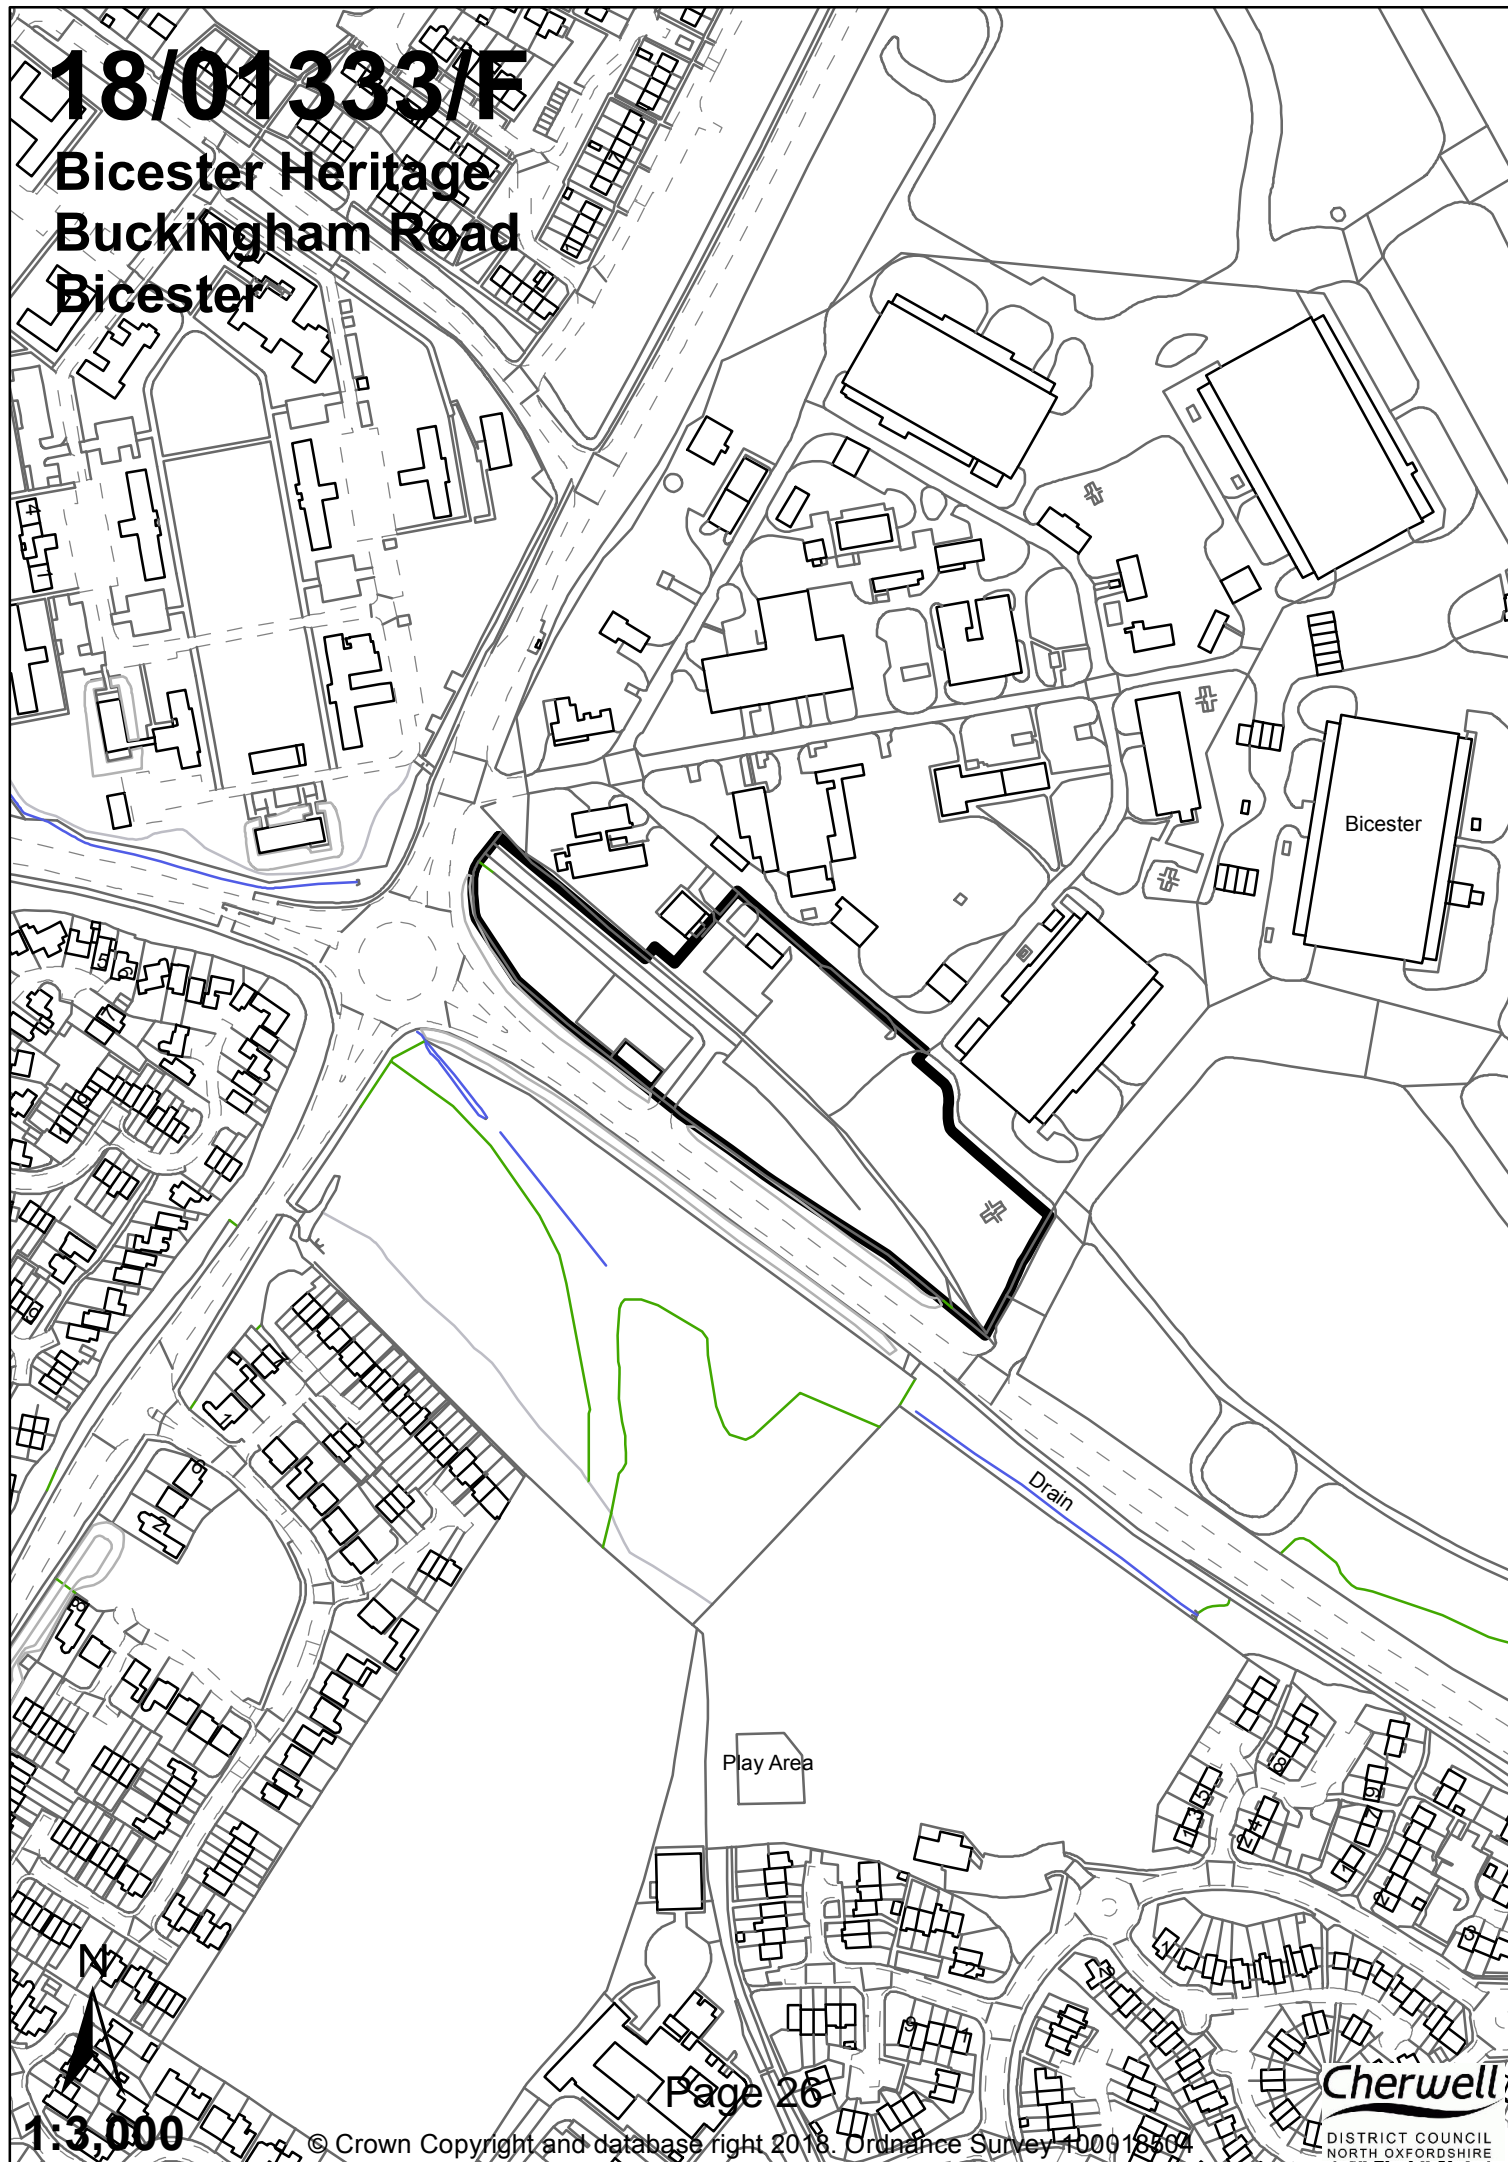 18/01333/F
Bicester Heritage
Buckingham Road
Bicester
Bicester
Drain
Play Area
N
1:3,000
Page 26
© Crown Copyright and database right 2018. Ordnance Survey 100018504
Cherwell
DISTRICT COUNCIL
NORTH OXFORDSHIRE